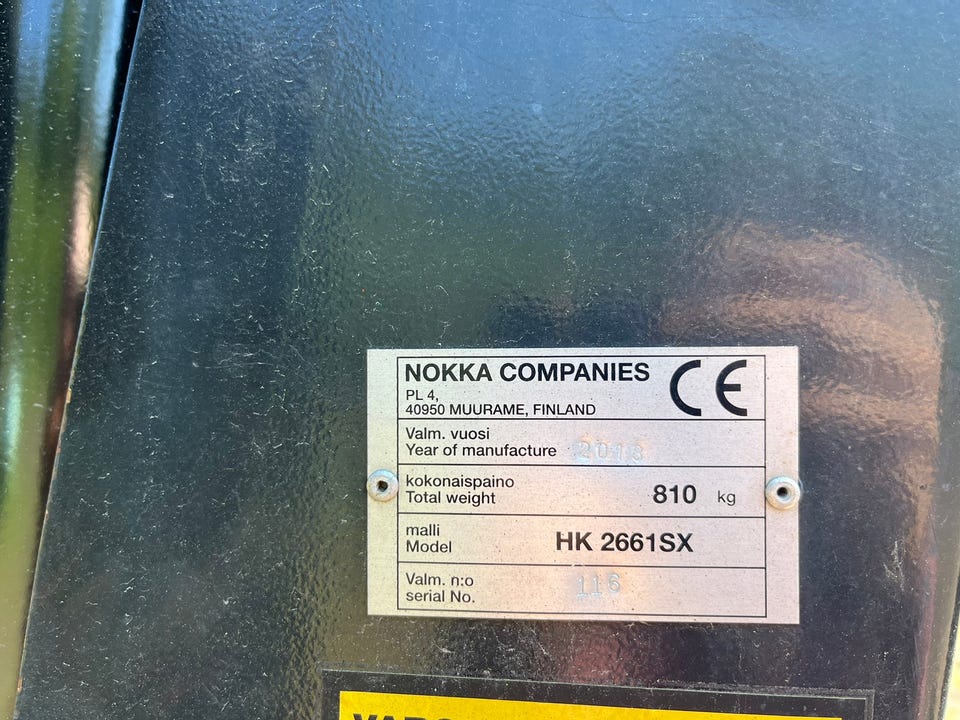 NOKKA COMPANIES CE
PL 4,
40950 MUURAME, FINLAND
Valm. vuosi
Year of manufacture 2018
kokonaispaino
Total weight 810 kg
malli
Model HK 2661SX
Valm. n:o
serial No. 116